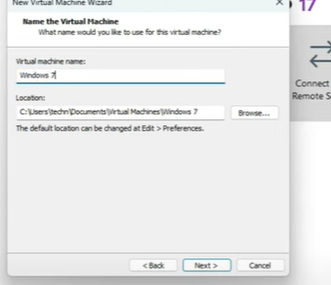 New Virtual Machine Wizard
17
Name the Virtual Machine
What name would you like to use for this virtual machine?
Virtual machine name:
Windows 7
Location:
C:\Users\techn\Documents\Virtual Machines\Windows 7
Browse...
The default location can be changed at Edit > Preferences.
Connect
Remote S
< Back
Next >
Cancel